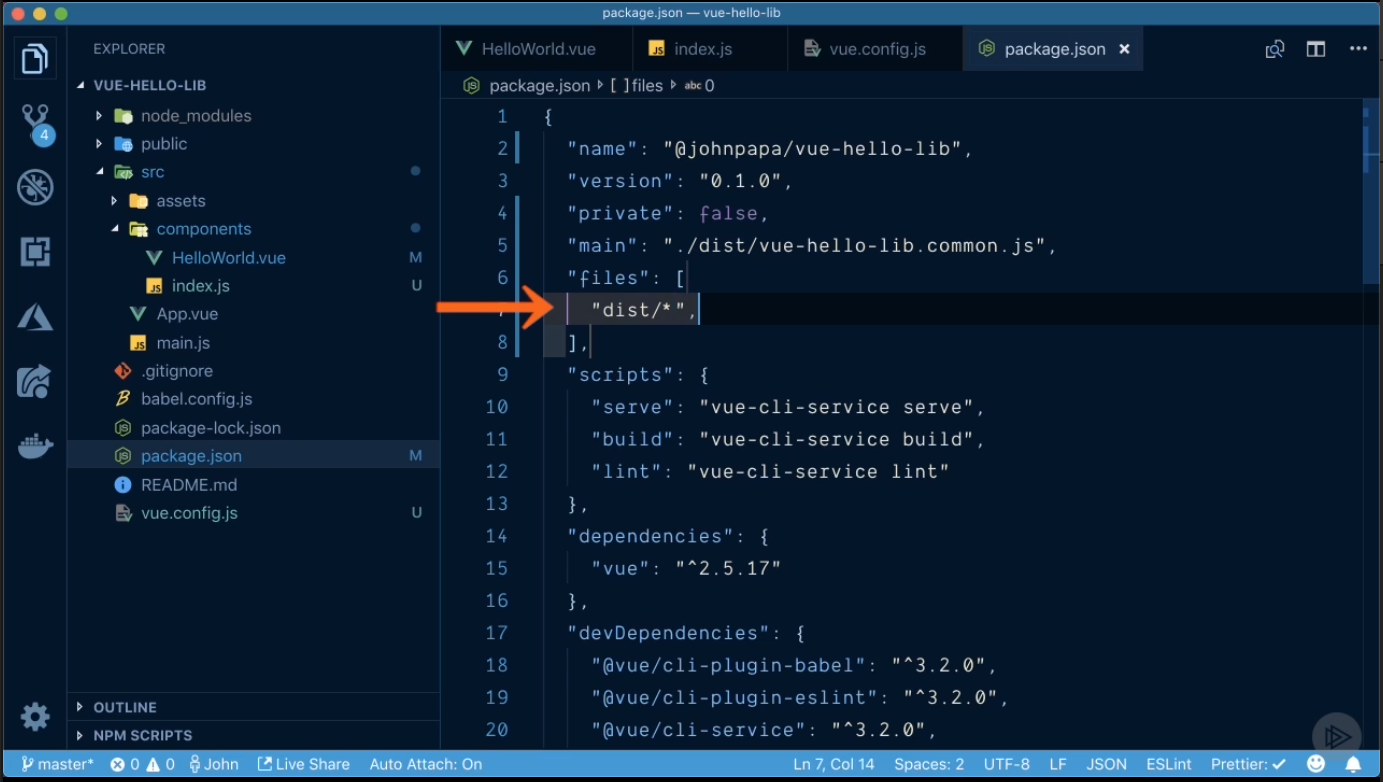 package.json — vue-hello-lib
EXPLORER
VUE-HELLO-LIB
node_modules
public
src
assets
components
HelloWorld.vue M
index.js U
App.vue
main.js
.gitignore
babel.config.js
package-lock.json
package.json M
README.md
vue.config.js U
OUTLINE
NPM SCRIPTS
4
HelloWorld.vue index.js vue.config.js package.json ×
package.json [ ] files abc 0
1 {
2 "name": "@johnpapa/vue-hello-lib",
3 "version": "0.1.0",
4 "private": false,
5 "main": "./dist/vue-hello-lib.common.js",
6 "files": [
7 "dist/*",
8 ],
9 "scripts": {
10 "serve": "vue-cli-service serve",
11 "build": "vue-cli-service build",
12 "lint": "vue-cli-service lint"
13 },
14 "dependencies": {
15 "vue": "^2.5.17"
16 },
17 "devDependencies": {
18 "@vue/cli-plugin-babel": "^3.2.0",
19 "@vue/cli-plugin-eslint": "^3.2.0",
20 "@vue/cli-service": "^3.2.0",
master* 0 0 John Live Share Auto Attach: On Ln 7, Col 14 Spaces: 2 UTF-8 LF JSON ESLint Prettier: ✓